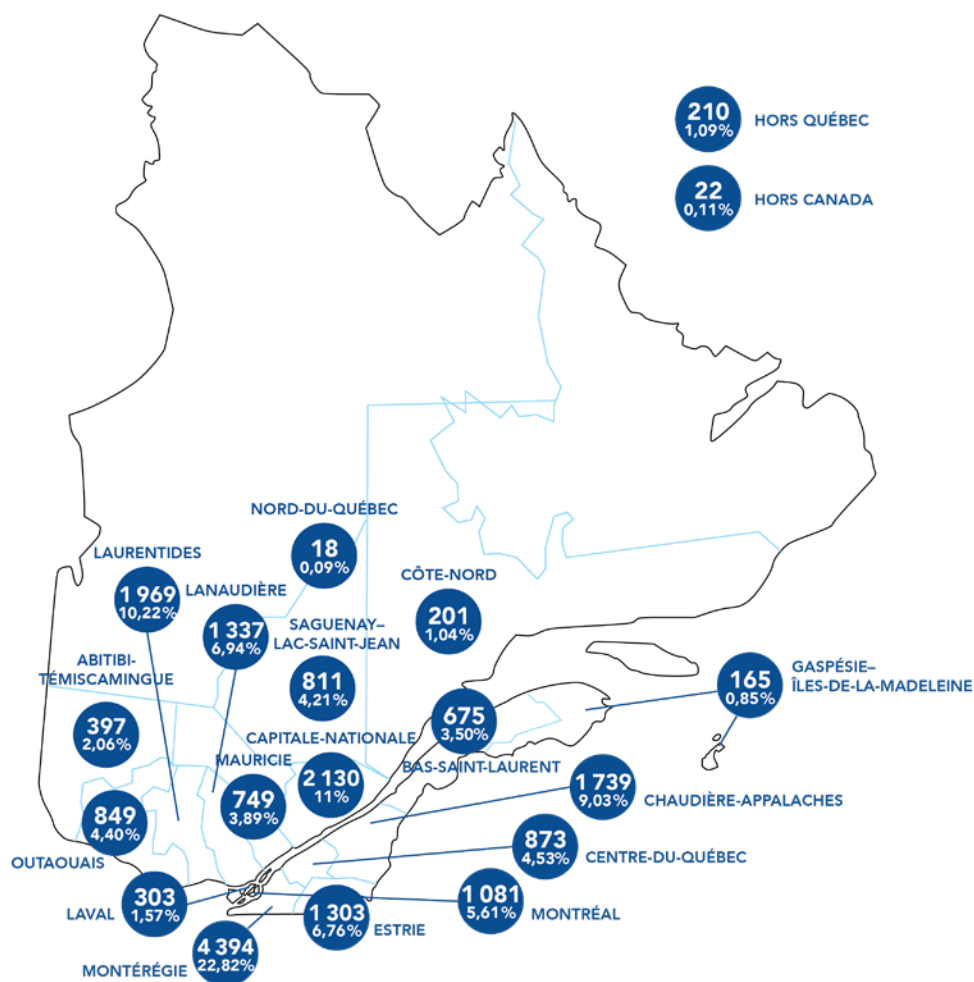 210
1,09%
HORS QUÉBEC
22
0,11%
HORS CANADA
NORD-DU-QUÉBEC
18
0,09%
LAURENTIDES
1 969
10,22%
LANAUDIÈRE
1 337
6,94%
CÔTE-NORD
201
1,04%
SAGUENAY–
LAC-SAINT-JEAN
811
4,21%
ABITIBI-
TÉMISCAMINGUE
397
2,06%
GASPÉSIE–
ÎLES-DE-LA-MADELEINE
165
0,85%
675
3,50%
BAS-SAINT-LAURENT
CAPITALE-NATIONALE
2 130
11%
MAURICIE
749
3,89%
1 739
9,03%
CHAUDIÈRE-APPALACHES
849
4,40%
OUTAOUAIS
873
4,53%
CENTRE-DU-QUÉBEC
303
1,57%
LAVAL
1 081
5,61%
MONTRÉAL
1 303
6,76%
ESTRIE
4 394
22,82%
MONTÉRÉGIE